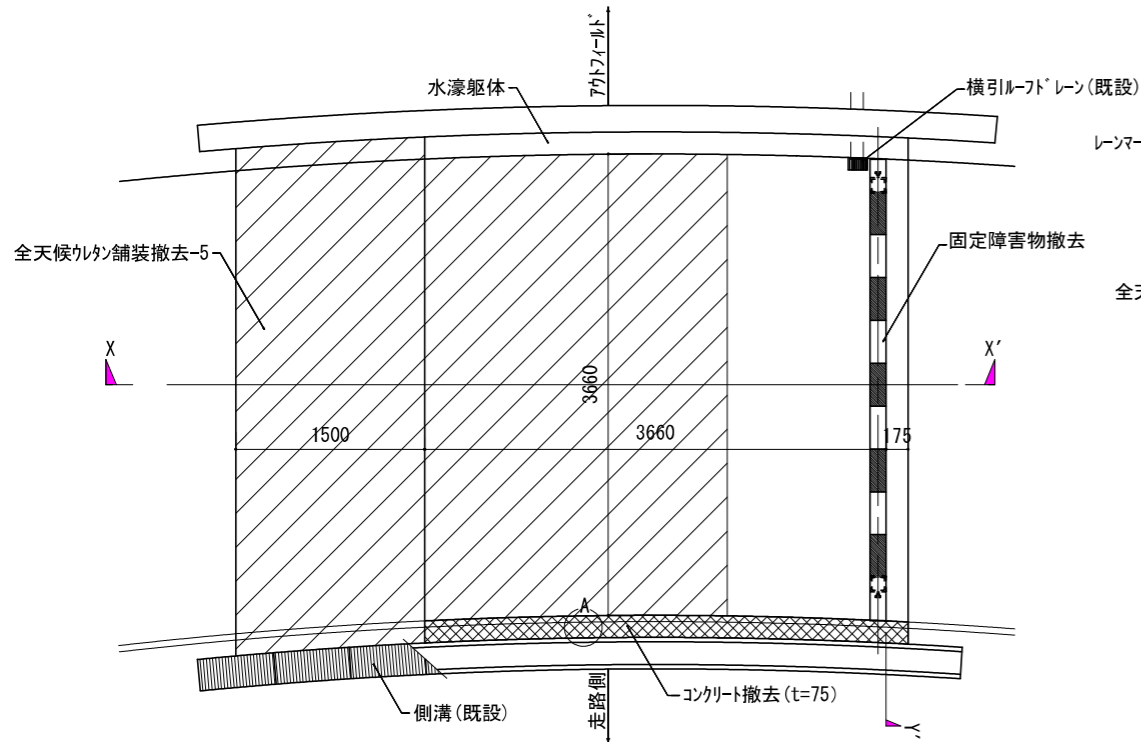 アウトフィールド
水濠躯体
横引ルーフドレーン(既設)
レーンマー
全天候ウレタン舗装撤去-5
固定障害物撤去
全天
X
X′
3660
1500
3660
175
A
コンクリート撤去(t=75)
側溝(既設)
走路側
Y′